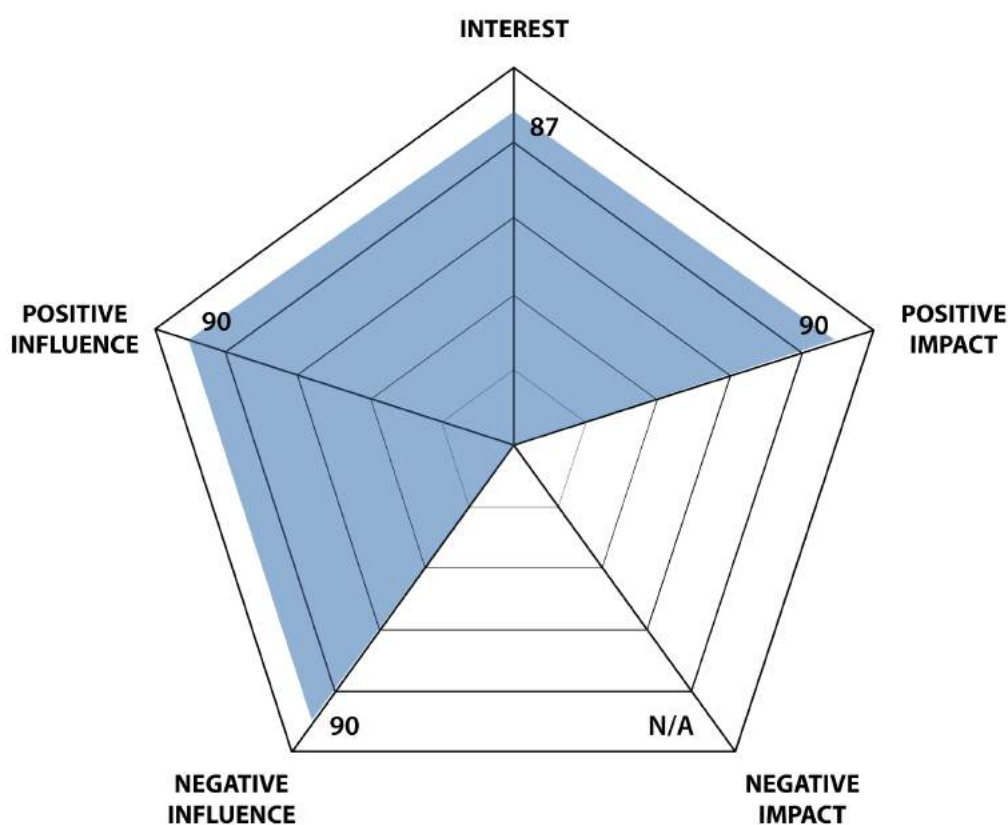 INTEREST
87
POSITIVE
INFLUENCE
90
90
POSITIVE
IMPACT
90
N/A
NEGATIVE
INFLUENCE
NEGATIVE
IMPACT